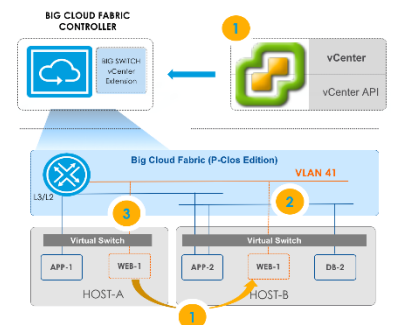 BIG CLOUD FABRIC
CONTROLLER
BIG SWITCH
vCenter
Extension
1
vCenter
vCenter API
Big Cloud Fabric (P-Clos Edition)
VLAN 41
L3/L2
3
2
Virtual Switch
Virtual Switch
APP-1
WEB-1
APP-2
WEB-1
DB-2
HOST-A
HOST-B
1